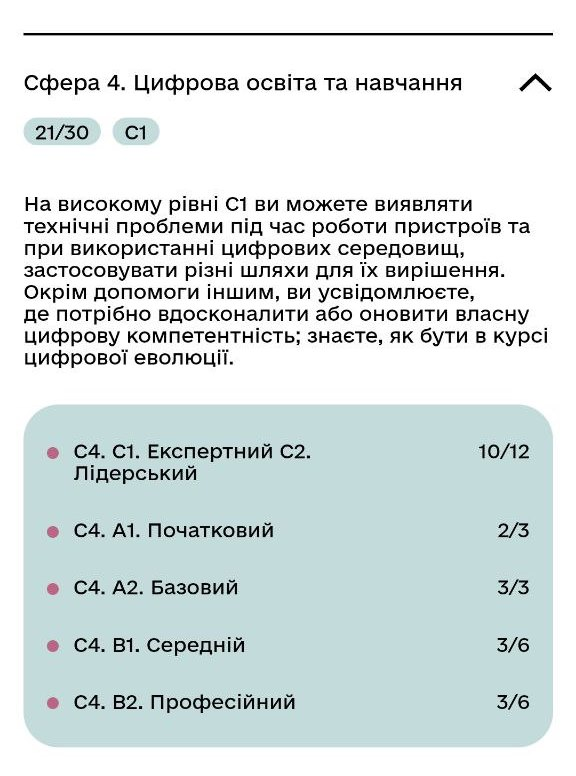 Сфера 4. Цифрова освіта та навчання
21/30 C1
На високому рівні С1 ви можете виявляти
технічні проблеми під час роботи пристроїв та
при використанні цифрових середовищ,
застосовувати різні шляхи для їх вирішення.
Окрім допомоги іншим, ви усвідомлюєте,
де потрібно вдосконалити або оновити власну
цифрову компетентність; знаєте, як бути в курсі
цифрової еволюції.
С4. С1. Експертний С2. 10/12
Лідерський
С4. А1. Початковий 2/3
С4. А2. Базовий 3/3
С4. В1. Середній 3/6
С4. В2. Професійний 3/6